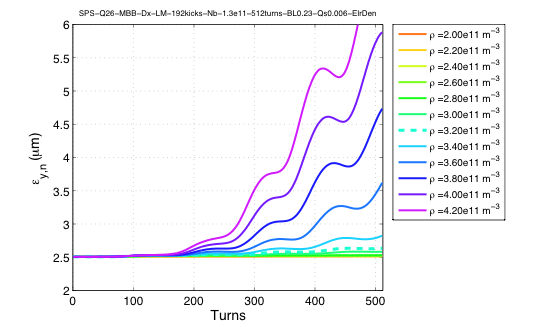 SPS-Q26-MBB-Dx-LM-192kicks-Nb-1.3e11-512turns-BL0.23-Qs0.006-ElrDen
6
5.5
5
4.5
4
3.5
3
2.5
2
εy,n (μm)
0 100 200 300 400 500
Turns
ρ =2.00e11 m−3
ρ =2.20e11 m−3
ρ =2.40e11 m−3
ρ =2.60e11 m−3
ρ =2.80e11 m−3
ρ =3.00e11 m−3
ρ =3.20e11 m−3
ρ =3.40e11 m−3
ρ =3.60e11 m−3
ρ =3.80e11 m−3
ρ =4.00e11 m−3
ρ =4.20e11 m−3